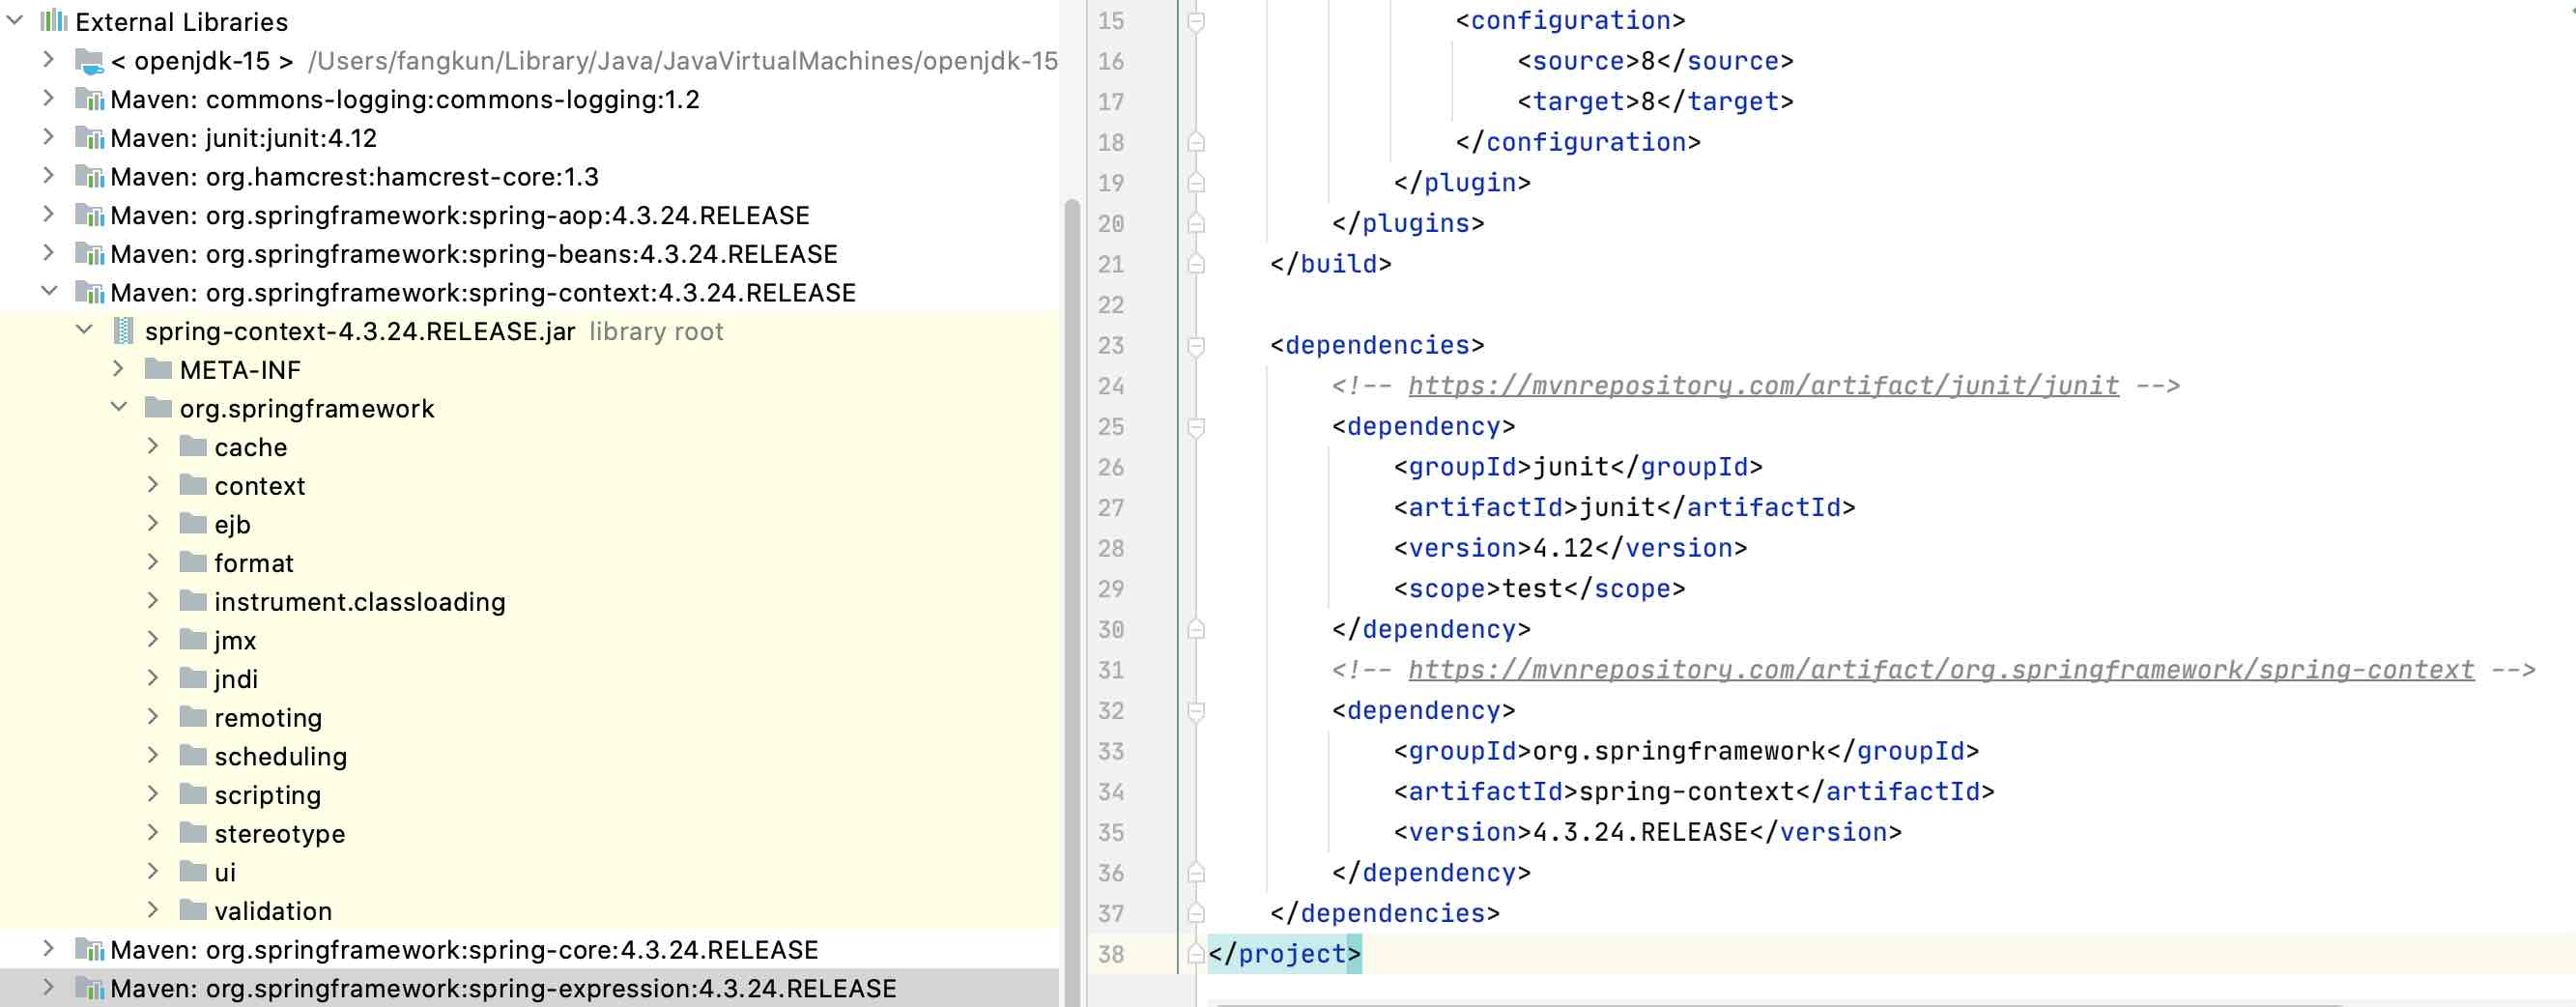 External Libraries
< openjdk-15 > /Users/fangkun/Library/Java/JavaVirtualMachines/openjdk-15
Maven: commons-logging:commons-logging:1.2
Maven: junit:junit:4.12
Maven: org.hamcrest:hamcrest-core:1.3
Maven: org.springframework:spring-aop:4.3.24.RELEASE
Maven: org.springframework:spring-beans:4.3.24.RELEASE
Maven: org.springframework:spring-context:4.3.24.RELEASE
spring-context-4.3.24.RELEASE.jar library root
META-INF
org.springframework
cache
context
ejb
format
instrument.classloading
jmx
jndi
remoting
scheduling
scripting
stereotype
ui
validation
Maven: org.springframework:spring-core:4.3.24.RELEASE
Maven: org.springframework:spring-expression:4.3.24.RELEASE
15 <configuration>
16 <source>8</source>
17 <target>8</target>
18 </configuration>
19 </plugin>
20 </plugins>
21 </build>
22
23 <dependencies>
24 <!-- https://mvnrepository.com/artifact/junit/junit -->
25 <dependency>
26 <groupId>junit</groupId>
27 <artifactId>junit</artifactId>
28 <version>4.12</version>
29 <scope>test</scope>
30 </dependency>
31 <!-- https://mvnrepository.com/artifact/org.springframework/spring-context -->
32 <dependency>
33 <groupId>org.springframework</groupId>
34 <artifactId>spring-context</artifactId>
35 <version>4.3.24.RELEASE</version>
36 </dependency>
37 </dependencies>
38 </project>